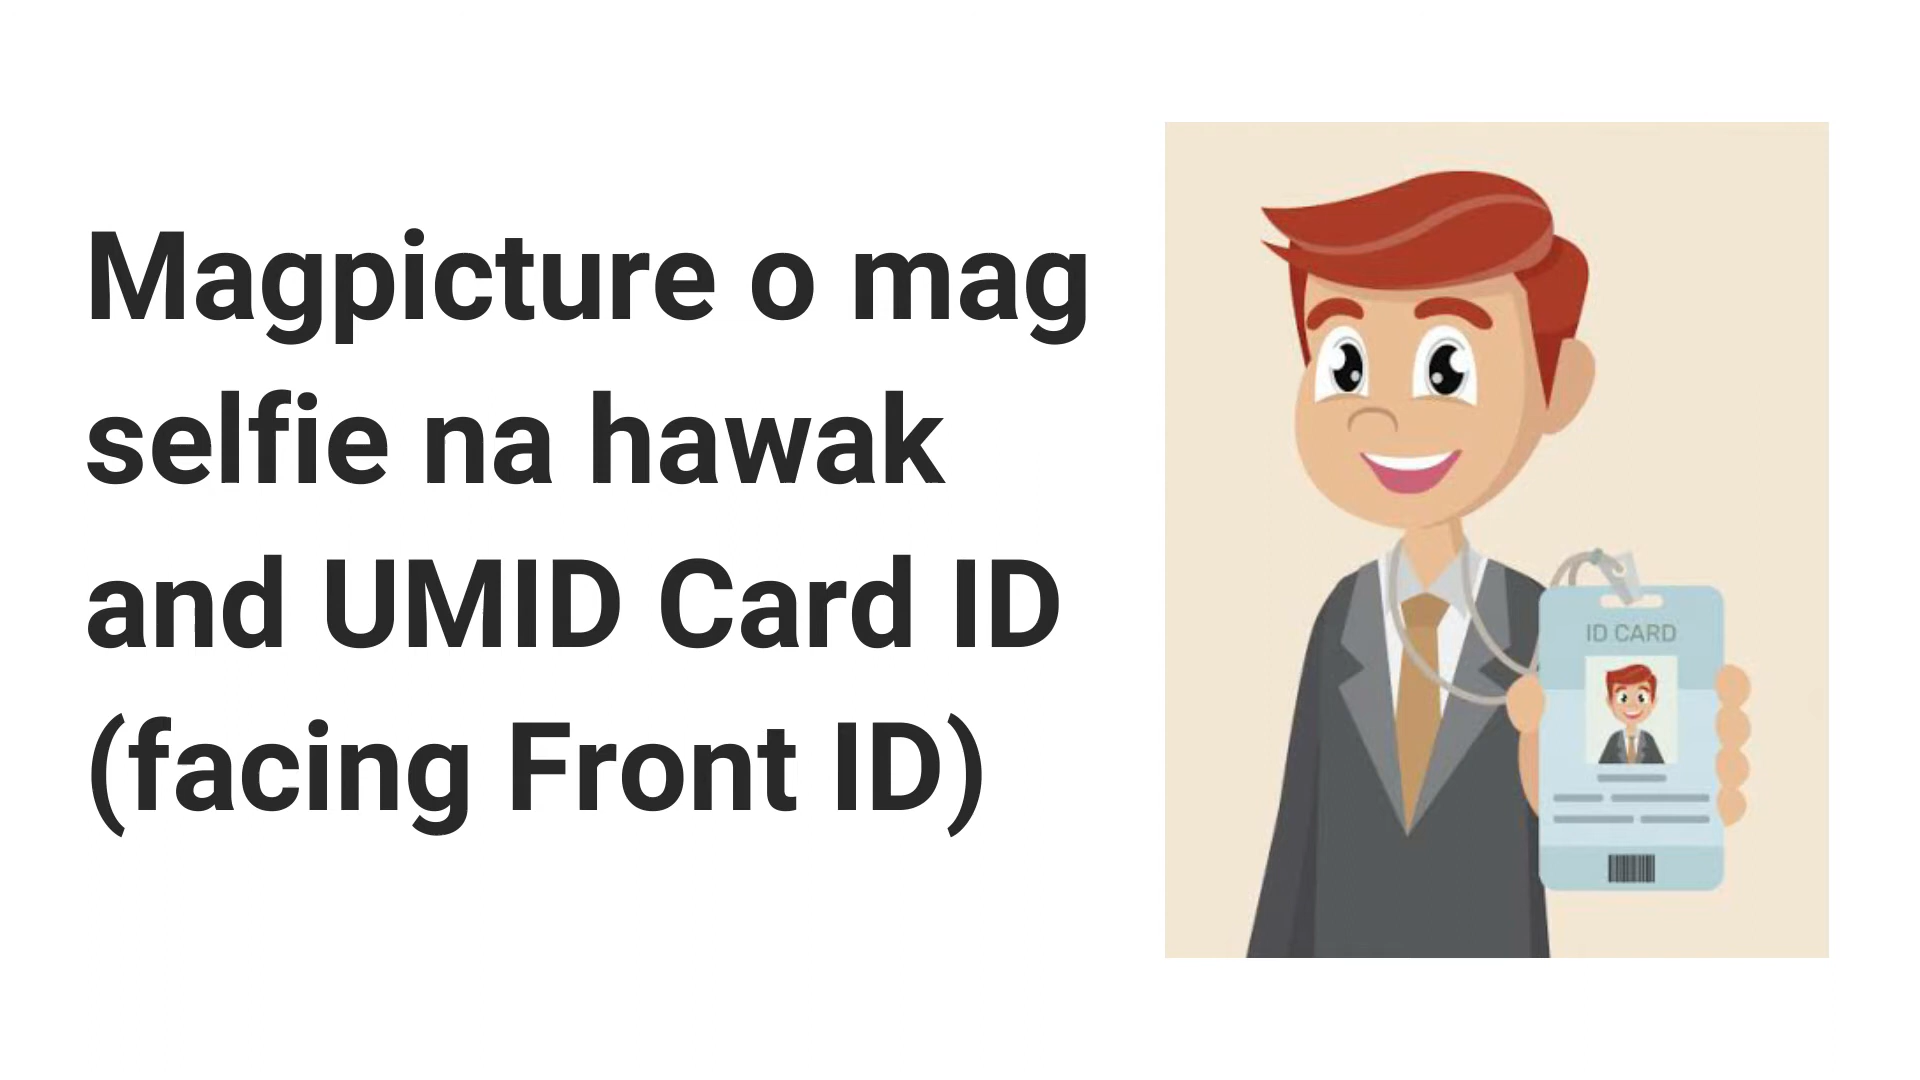 Magpicture o mag
selfie na hawak
and UMID Card ID
(facing Front ID)
ID CARD